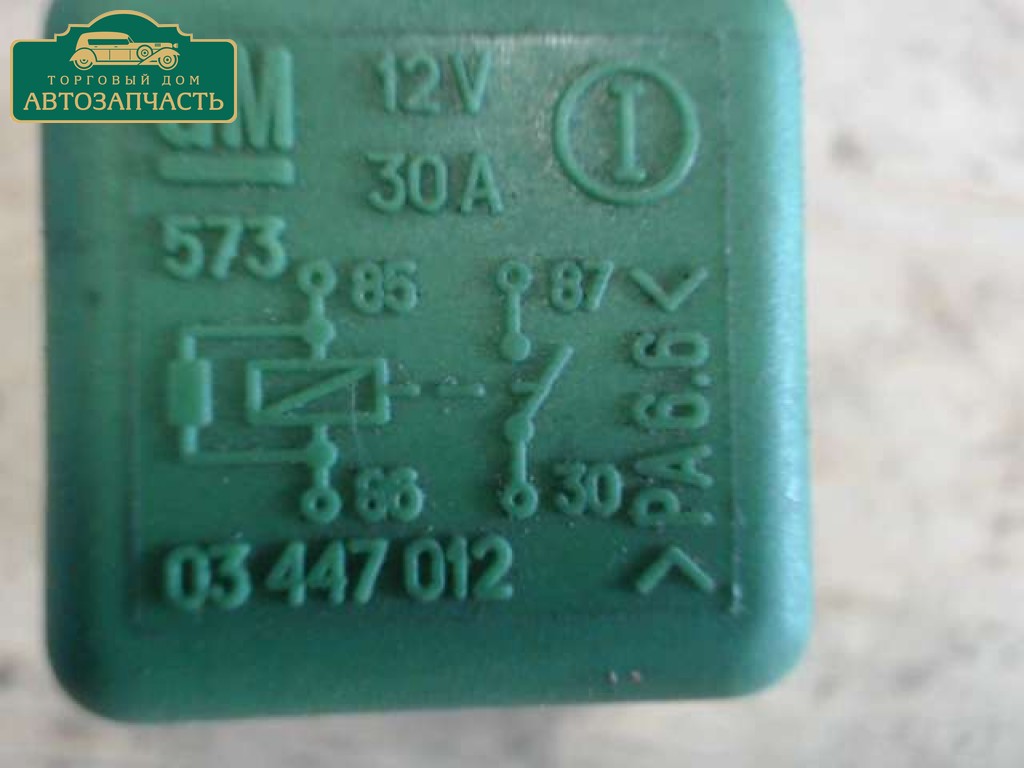 ТОРГОВЫЙ ДОМ
АВТОЗАПЧАСТЬ
GM
12V
I
30A
573
85
87
86
30
>PA6.6<
03 447 012